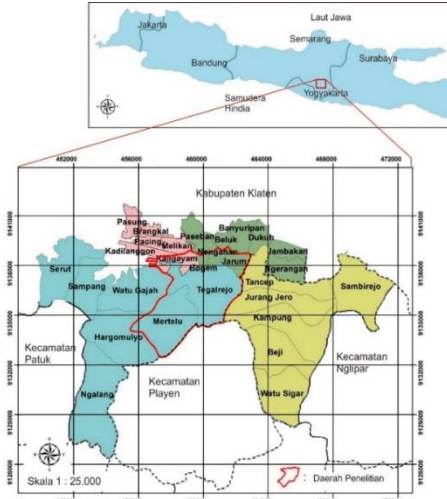 Laut Jawa
Jakarta
Semarang
Bandung
Surabaya
Samudera
Hindia
Yogyakarta
452000 456000 460000 464000 468000 472000
Kabupaten Klaten
Pasung
Brangkal
Pacing
Kadilanggon
Melikan
Kaligayam
Paseban
Banyuripan
Beluk
Dukuh
Nengahan
Jarum
Jambakan
Ngerangan
Bogem
Serut
Sampang
Watu Gajah
Tegalrejo
Tancep
Jurang Jero
Sambirejo
Mertelu
Kampung
Hargomulyo
Kecamatan
Patuk
Beji
Kecamatan
Nglipar
Kecamatan
Playen
Ngalang
Watu Sigar
9141000
9135000
9132000
9129000
Skala 1 : 25.000
: Daerah Penelitian